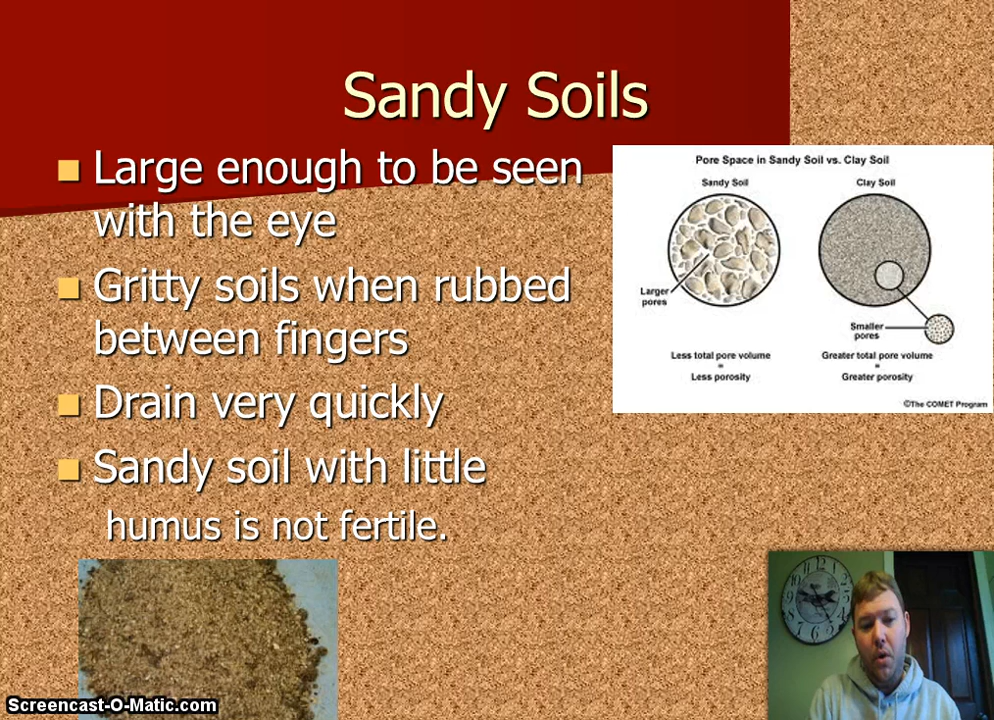 Sandy Soils
Large enough to be seen
with the eye
Gritty soils when rubbed
between fingers
Drain very quickly
Sandy soil with little
humus is not fertile.
Pore Space in Sandy Soil vs. Clay Soil
Sandy Soil
Clay Soil
Larger
pores
Smaller
pores
Less total pore volume
=
Less porosity
Greater total pore volume
=
Greater porosity
©The COMET Program
Screencast-O-Matic.com